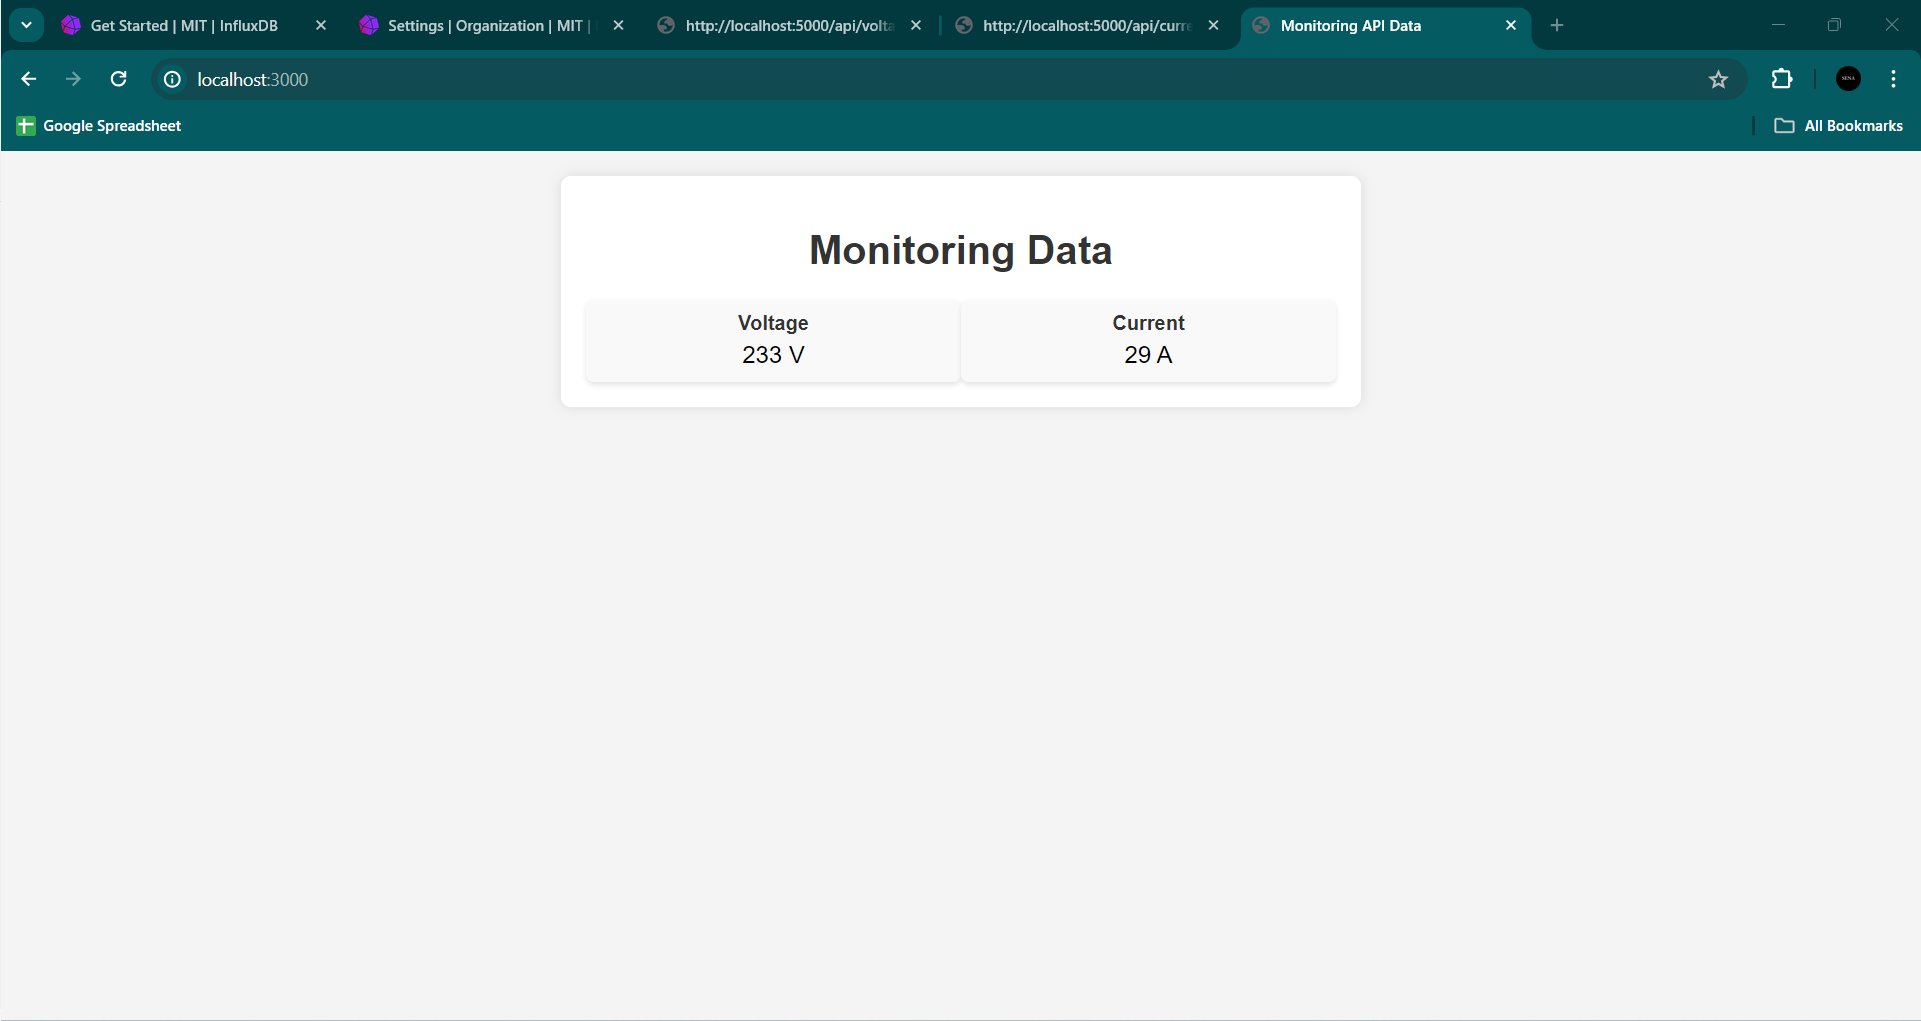 Get Started | MIT | InfluxDB
Settings | Organization | MIT |
http://localhost:5000/api/volta
http://localhost:5000/api/curre
Monitoring API Data
localhost:3000
SENA
Google Spreadsheet
All Bookmarks
Monitoring Data
Voltage
Current
233 V
29 A